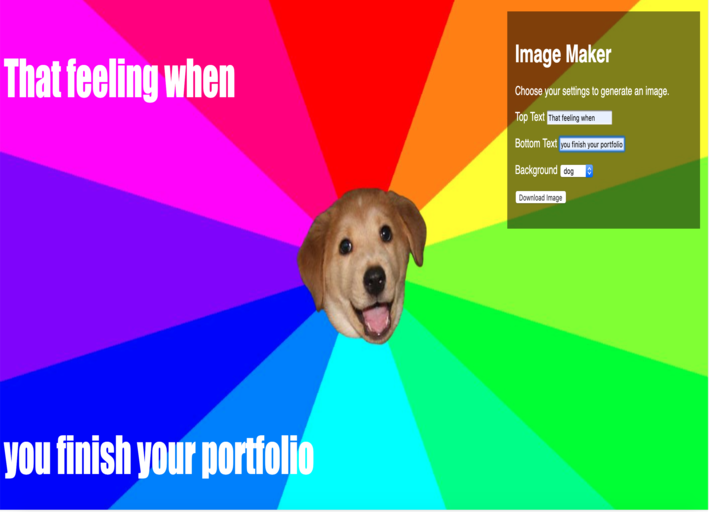 That feeling when
Image Maker
Choose your settings to generate an image.
Top Text That feeling when
Bottom Text you finish your portfolio
Background dog
Download Image
you finish your portfolio